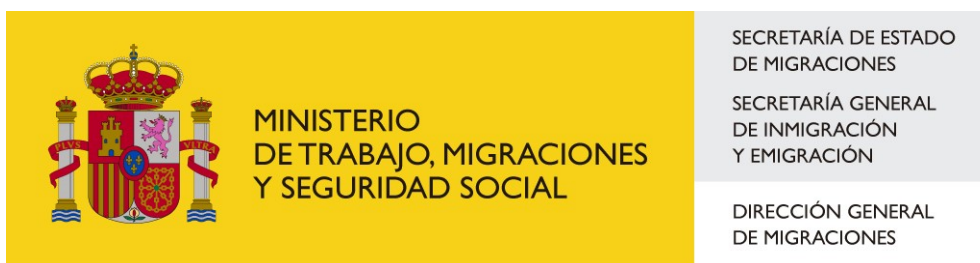 PLVS
VLTRA
MINISTERIO
DE TRABAJO, MIGRACIONES
Y SEGURIDAD SOCIAL
SECRETARÍA DE ESTADO
DE MIGRACIONES
SECRETARÍA GENERAL
DE INMIGRACIÓN
Y EMIGRACIÓN
DIRECCIÓN GENERAL
DE MIGRACIONES